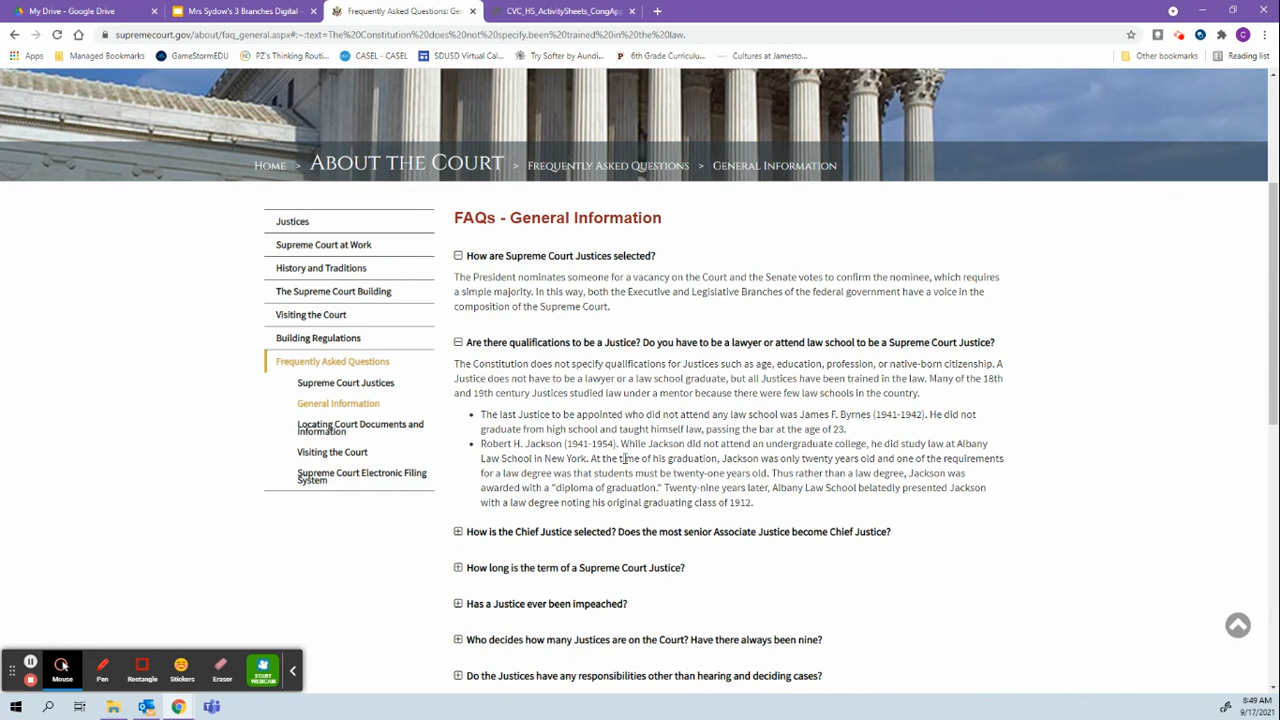 My Drive - Google Drive
Mrs Sydow's 3 Branches Digital
Frequently Asked Questions: Ger
CVC_HS_ActivitySheets_CongApp
supremecourt.gov/about/faq_general.aspx#:~:text=The%20Constitution%20does%20not%20specify,been%20trained%20in%20the%20law.
Apps
Managed Bookmarks
GameStormEDU
PZ's Thinking Routi...
CASEL - CASEL
SDUSD Virtual Cal...
Try Softer by Aundi...
6th Grade Curriculu...
Cultures at Jamesto...
Other bookmarks
Reading list
HOME > ABOUT THE COURT > FREQUENTLY ASKED QUESTIONS > GENERAL INFORMATION
Justices
Supreme Court at Work
History and Traditions
The Supreme Court Building
Visiting the Court
Building Regulations
Frequently Asked Questions
Supreme Court Justices
General Information
Locating Court Documents and
Information
Visiting the Court
Supreme Court Electronic Filing
System
FAQs - General Information
How are Supreme Court Justices selected?
The President nominates someone for a vacancy on the Court and the Senate votes to confirm the nominee, which requires
a simple majority. In this way, both the Executive and Legislative Branches of the federal government have a voice in the
composition of the Supreme Court.
Are there qualifications to be a Justice? Do you have to be a lawyer or attend law school to be a Supreme Court Justice?
The Constitution does not specify qualifications for Justices such as age, education, profession, or native-born citizenship. A
Justice does not have to be a lawyer or a law school graduate, but all Justices have been trained in the law. Many of the 18th
and 19th century Justices studied law under a mentor because there were few law schools in the country.
• The last Justice to be appointed who did not attend any law school was James F. Byrnes (1941-1942). He did not
graduate from high school and taught himself law, passing the bar at the age of 23.
• Robert H. Jackson (1941-1954). While Jackson did not attend an undergraduate college, he did study law at Albany
Law School in New York. At the time of his graduation, Jackson was only twenty years old and one of the requirements
for a law degree was that students must be twenty-one years old. Thus rather than a law degree, Jackson was
awarded with a "diploma of graduation." Twenty-nine years later, Albany Law School belatedly presented Jackson
with a law degree noting his original graduating class of 1912.
How is the Chief Justice selected? Does the most senior Associate Justice become Chief Justice?
How long is the term of a Supreme Court Justice?
Has a Justice ever been impeached?
Who decides how many Justices are on the Court? Have there always been nine?
Do the Justices have any responsibilities other than hearing and deciding cases?
Mouse
Pen
Rectangle
Stickers
Eraser
START
WEBCAM
8:49 AM
9/17/2021